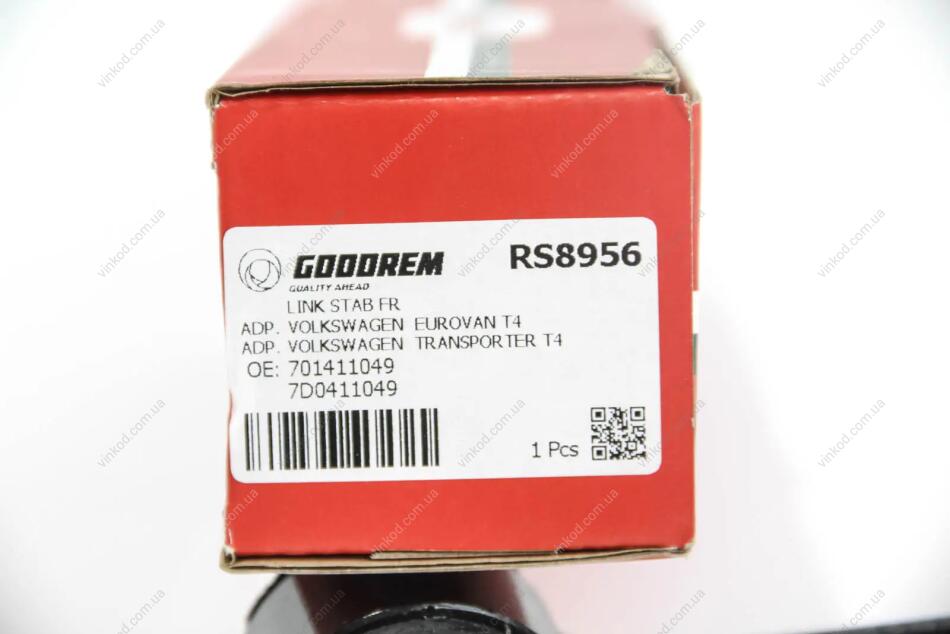 GOODREM
RS8956
QUALITY AHEAD
LINK STAB FR
ADP. VOLKSWAGEN EUROVAN T4
ADP. VOLKSWAGEN TRANSPORTER T4
OE: 701411049
7D0411049
1 Pcs
vinkod.com.ua